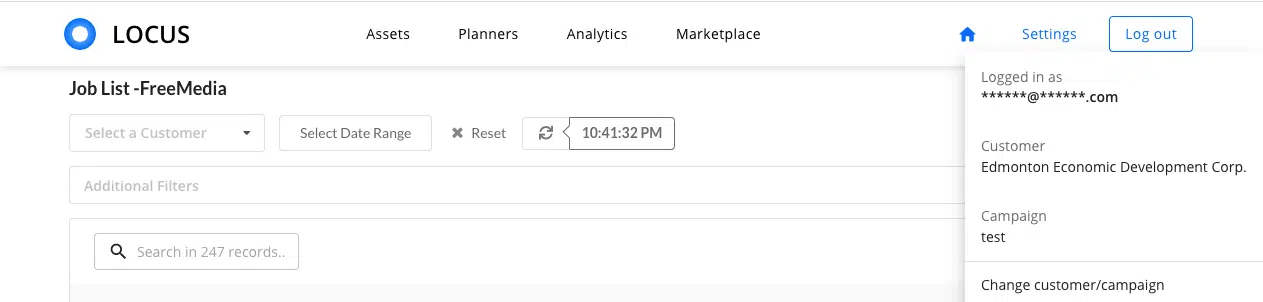 LOCUS
Assets
Planners
Analytics
Marketplace
Settings
Log out
Job List -FreeMedia
Select a Customer
Select Date Range
Reset
10:41:32 PM
Additional Filters
Search in 247 records..
Logged in as
******@******.com
Customer
Edmonton Economic Development Corp.
Campaign
test
Change customer/campaign